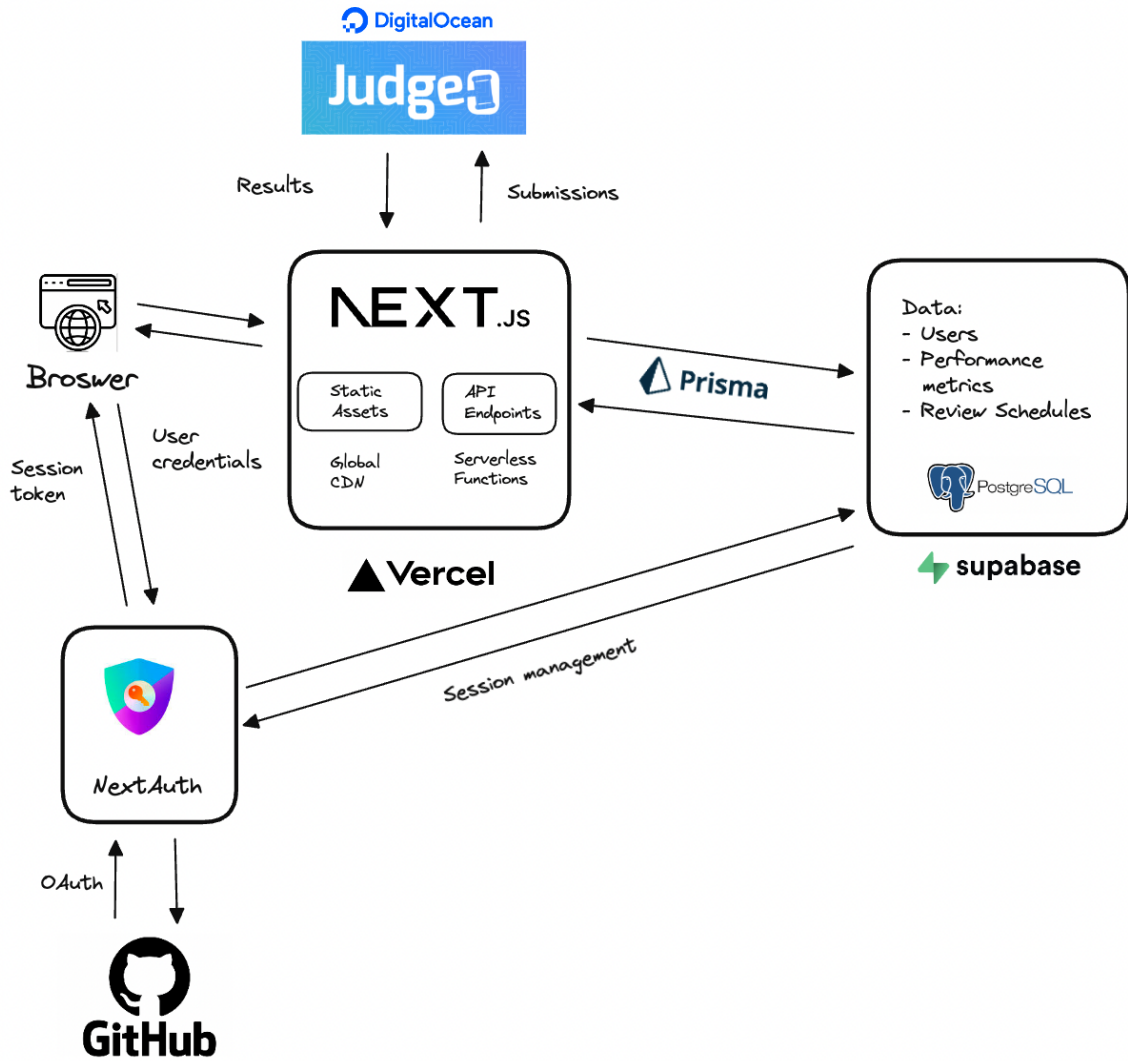 DigitalOcean
Judge0
Results
Submissions
NEXT.JS
Static
Assets
API
Endpoints
Global
CDN
Serverless
Functions
Vercel
Broswer
Session
token
User
credentials
Prisma
Data:
- Users
- Performance
metrics
- Review Schedules
PostgreSQL
supabase
Session management
NextAuth
OAuth
GitHub